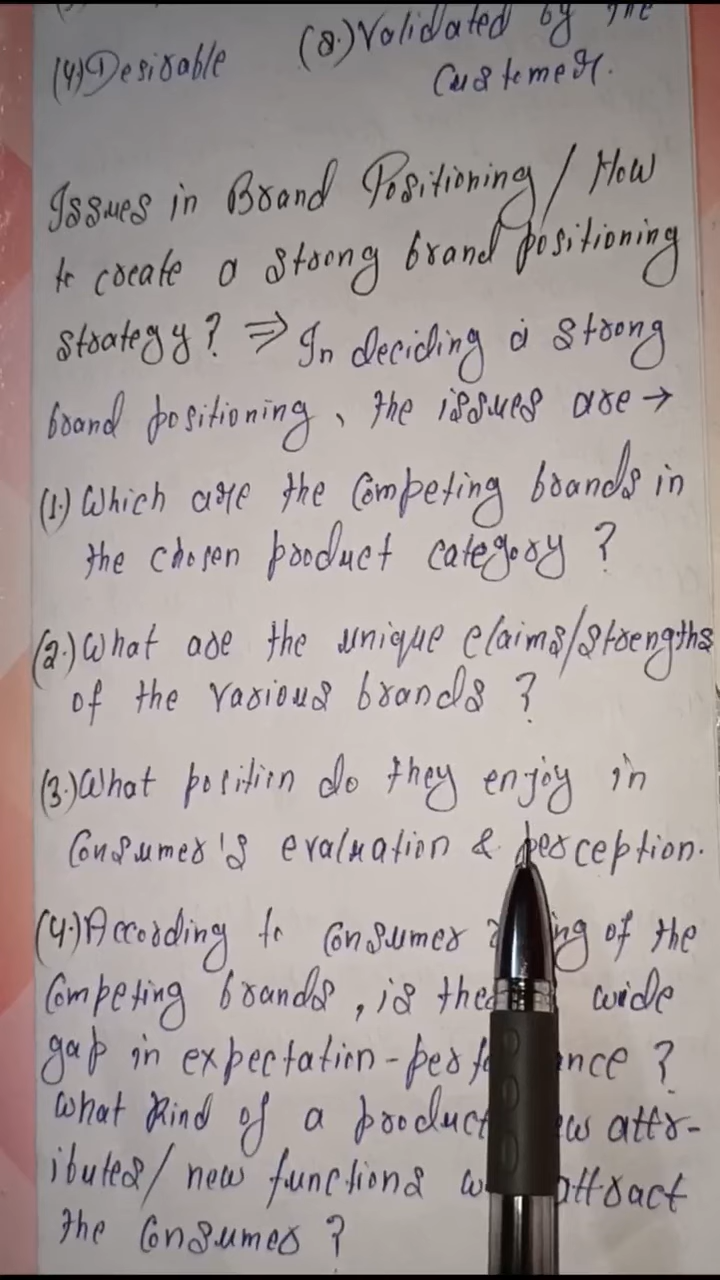 (4) Desirable (8.) Validated by the
Custemer.
Issues in Brand Positioning / How
to create a strong brand positioning
strategy? ⇒ In deciding a strong
brand positioning, the issues are →
(1.) Which are the Competing brands in
the chosen product category ?
(2.) What are the unique claims/strengths
of the various brands ?
(3.) What position do they enjoy in
Consumer's evaluation & perception.
(4.) According to Consumer of the
Competing brands, is wide
gap in expectation-performance ?
What kind of a product attr-
ibutes/ new functions attract
the Consumer ?